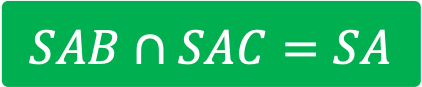 SAB ∩ SAC = SA